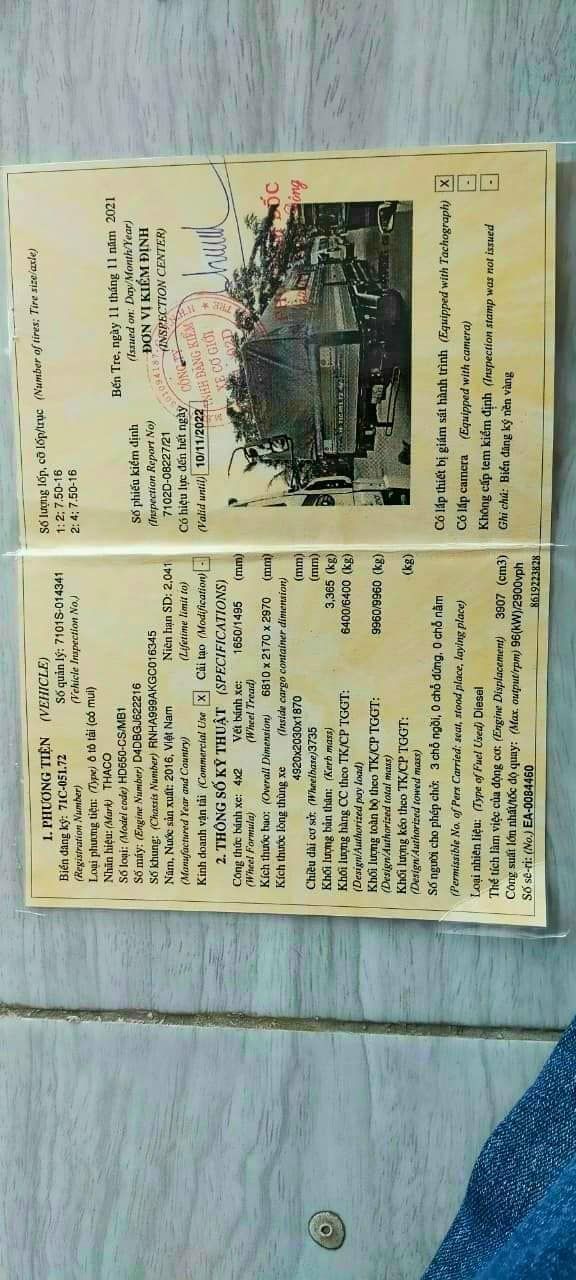 1. PHƯƠNG TIỆN (VEHICLE)
Biển đăng ký: 71C-051.72 Số quản lý: 7101S-014341
(Registration Number) (Vehicle Inspection No.)
Loại phương tiện: (Type) ô tô tải (có mui)
Nhãn hiệu: (Mark) THACO
Số loại: (Model code) HD650-CS/MB1
Số máy: (Engine Number) D4DBGJ622216
Số khung: (Chassis Number) RNHA999AKGC016345
Năm, Nước sản xuất: 2016, Việt Nam Niên hạn SD: 2.041
(Manufactured Year and Country) (Lifetime limit to)
Kinh doanh vận tải (Commercial Use) X Cải tạo (Modification) -
2. THÔNG SỐ KỸ THUẬT (SPECIFICATIONS)
Công thức bánh xe: 4x2 Vết bánh xe: 1650/1495 (mm)
(Wheel Formula) (Wheel Tread)
Kích thước bao: (Overall Dimension) 6810 x 2170 x 2970 (mm)
Kích thước lòng thùng xe (Inside cargo container dimension)
4920x2030x1870 (mm)
Chiều dài cơ sở: (Wheelbase) 3735 (mm)
Khối lượng bản thân: (Kerb mass) 3,365 (kg)
Khối lượng hàng CC theo TK/CP TGGT: 6400/6400 (kg)
(Design/Authorized pay load)
Khối lượng toàn bộ theo TK/CP TGGT: 9960/9960 (kg)
(Design/Authorized total mass)
Khối lượng kéo theo TK/CP TGGT: (kg)
(Design/Authorized towed mass)
Số người cho phép chở: 3 chỗ ngồi, 0 chỗ đứng, 0 chỗ nằm
(Permissible No. of Pers Carried: seat, stood place, laying place)
Loại nhiên liệu: (Type of Fuel Used) Diesel
Thể tích làm việc của động cơ: (Engine Displacement) 3907 (cm3)
Công suất lớn nhất/tốc độ quay: (Max. output/rpm) 96(kW)/2900vph
Số sê-ri: (No.) EA-0084460 8619223828
Số lượng lốp, cỡ lốp/trục (Number of tires; Tire size/axle)
1: 2; 7.50-16
2: 4; 7.50-16
Bến Tre, ngày 11 tháng 11 năm 2021
(Issued on: Day/Month/Year)
Số phiếu kiểm định ĐƠN VỊ KIỂM ĐỊNH
(Inspection Report No) (INSPECTION CENTER)
7102D-08227/21
Có hiệu lực đến hết ngày
(Valid until) 10/11/2022
CÔNG TY
XE CƠ GIỚI
Có lắp thiết bị giám sát hành trình (Equipped with Tachograph) X
Có lắp camera (Equipped with camera) -
Không cấp tem kiểm định (Inspection stamp was not issued -
Ghi chú: Biển đăng ký nền vàng